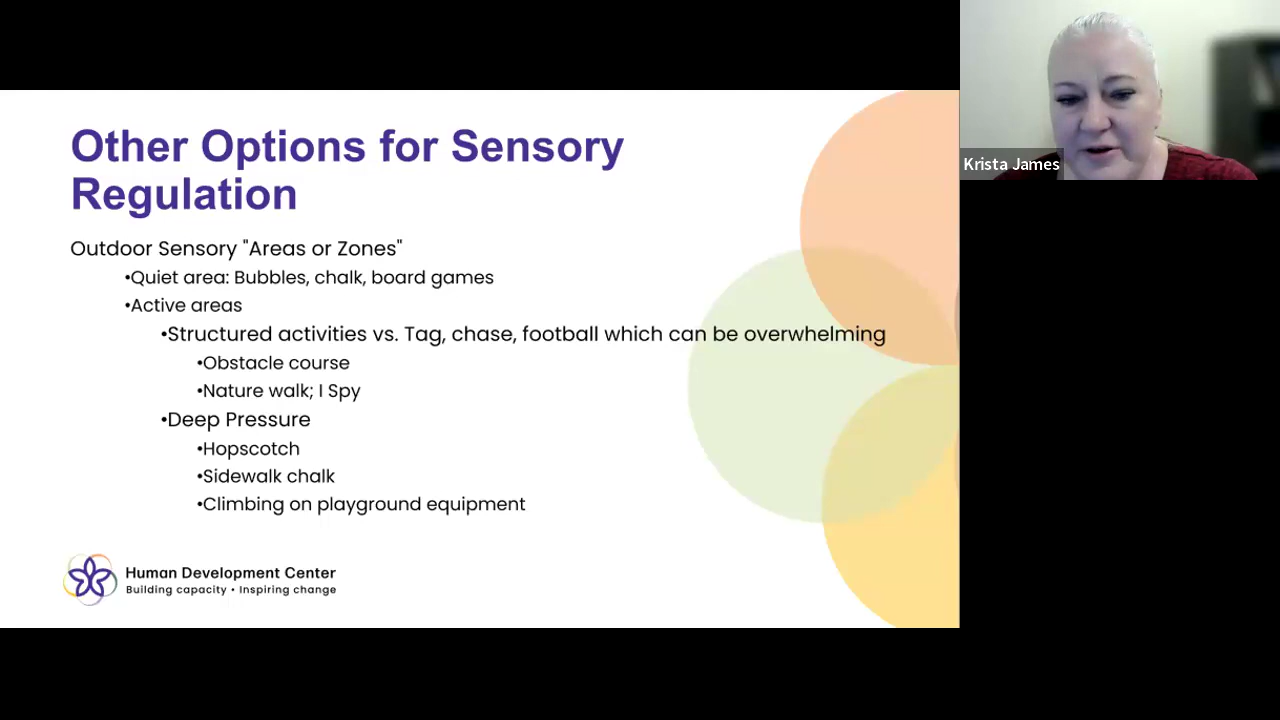 Other Options for Sensory
Regulation
Outdoor Sensory "Areas or Zones"
•Quiet area: Bubbles, chalk, board games
•Active areas
•Structured activities vs. Tag, chase, football which can be overwhelming
•Obstacle course
•Nature walk; I Spy
•Deep Pressure
•Hopscotch
•Sidewalk chalk
•Climbing on playground equipment
Human Development Center
Building capacity • Inspiring change
Krista James